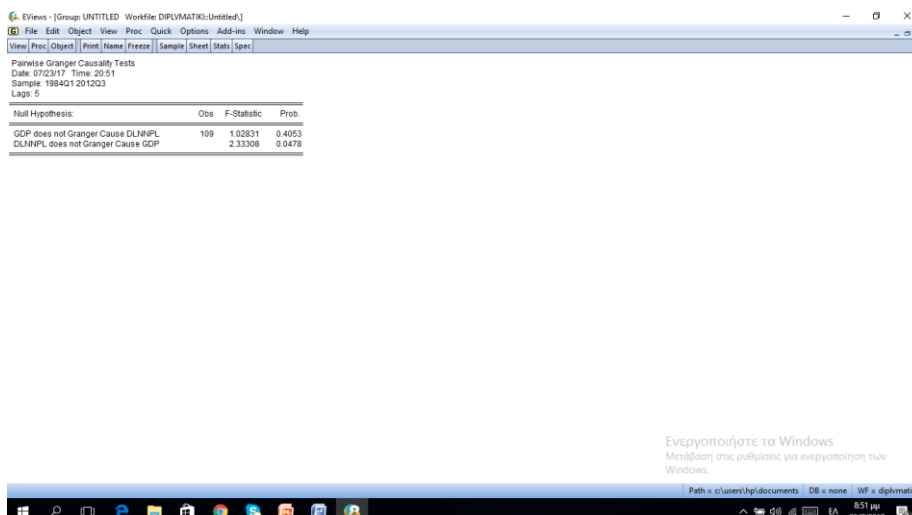 EViews - [Group: UNTITLED Workfile: DIPLVMATIKI::Untitled\]
File Edit Object View Proc Quick Options Add-ins Window Help
View Proc Object Print Name Freeze Sample Sheet Stats Spec
Pairwise Granger Causality Tests
Date: 07/23/17 Time: 20:51
Sample: 1984Q1 2012Q3
Lags: 5
Null Hypothesis: Obs F-Statistic Prob.
GDP does not Granger Cause DLNNPL 109 1.02831 0.4053
DLNNPL does not Granger Cause GDP 2.33308 0.0478
Ενεργοποιήστε τα Windows
Μετάβαση στις ρυθμίσεις για ενεργοποίηση των
Windows.
Path = c:\users\hp\documents DB = none WF = diplvmati
ΕΛ 8:51 μμ